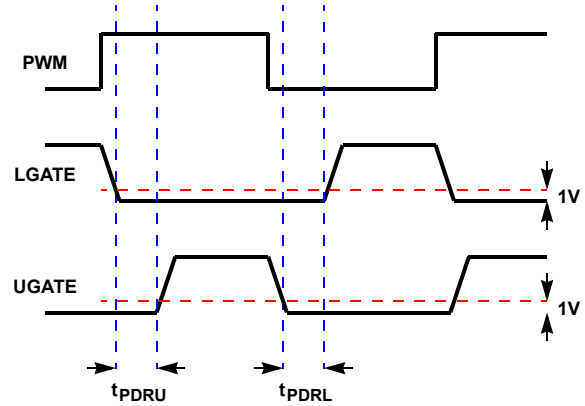 PWM
LGATE
1V
UGATE
1V
tPDRU
tPDRL